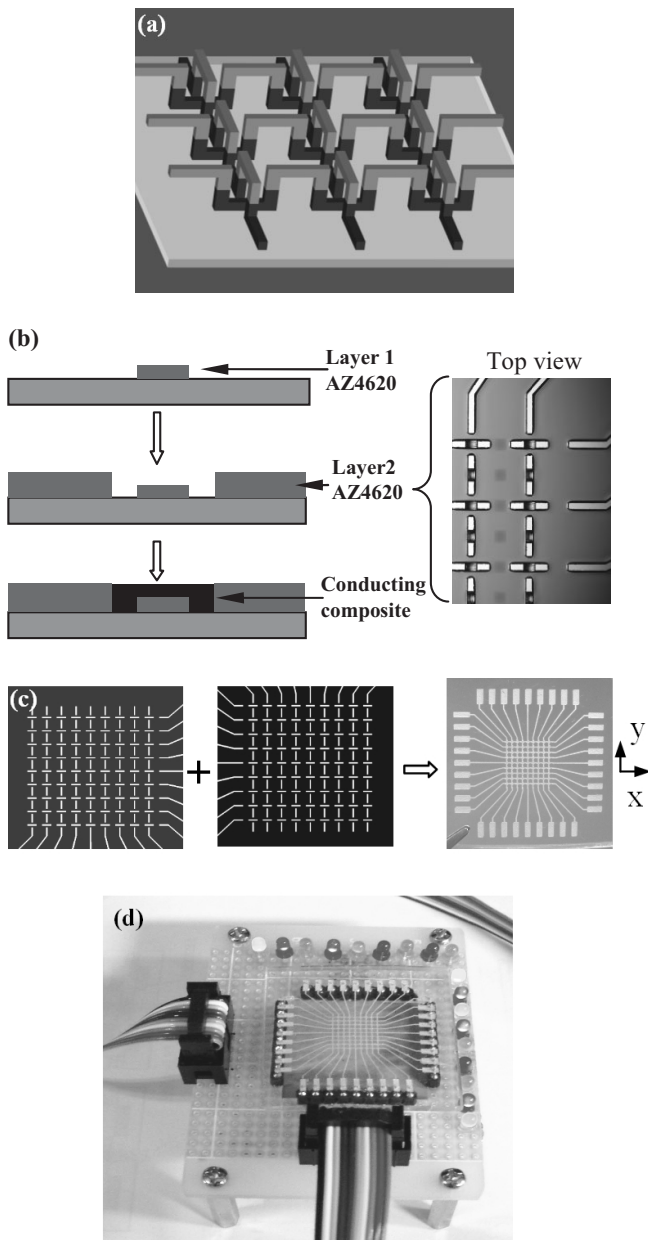 (a)
(b)
Layer 1
AZ4620
Top view
Layer2
AZ4620
Conducting
composite
(c)
+
y
x
(d)